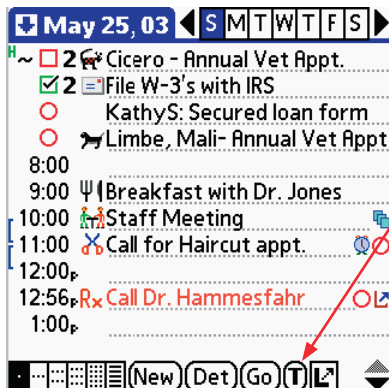 May 25, 03 S M T W T F S
H ~ 2 Cicero - Annual Vet Appt.
2 File W-3's with IRS
KathyS: Secured loan form
Limbe, Mali- Annual Vet Appt
8:00
9:00 Breakfast with Dr. Jones
10:00 Staff Meeting
11:00 Call for Haircut appt.
12:00P
12:56P Rx Call Dr. Hammesfahr
1:00P
New Det Go T